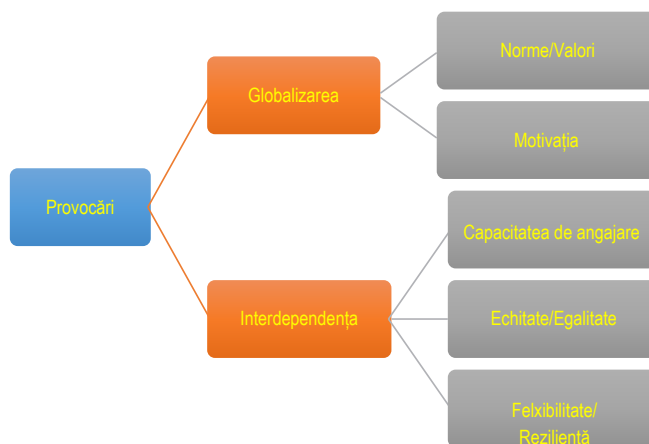 Provocări
Globalizarea
Norme/Valori
Motivația
Interdependența
Capacitatea de angajare
Echitate/Egalitate
Felxibilitate/
Reziliență